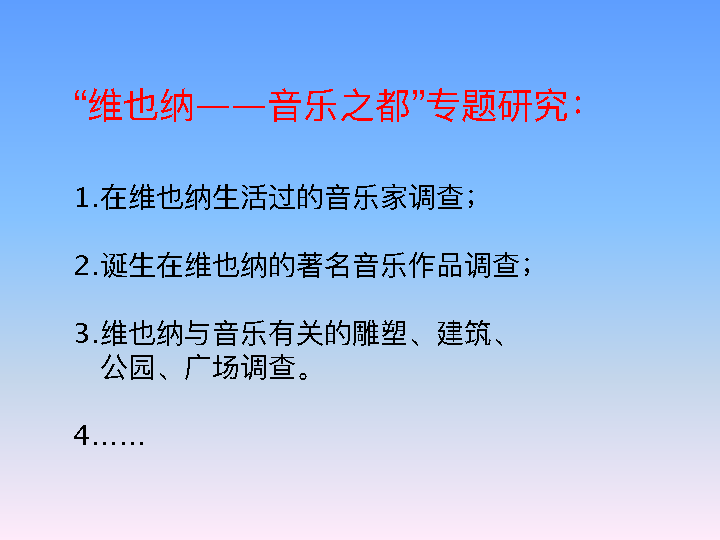 “维也纳——音乐之都”专题研究：
1.在维也纳生活过的音乐家调查；
2.诞生在维也纳的著名音乐作品调查；
3.维也纳与音乐有关的雕塑、建筑、
公园、广场调查。
4……